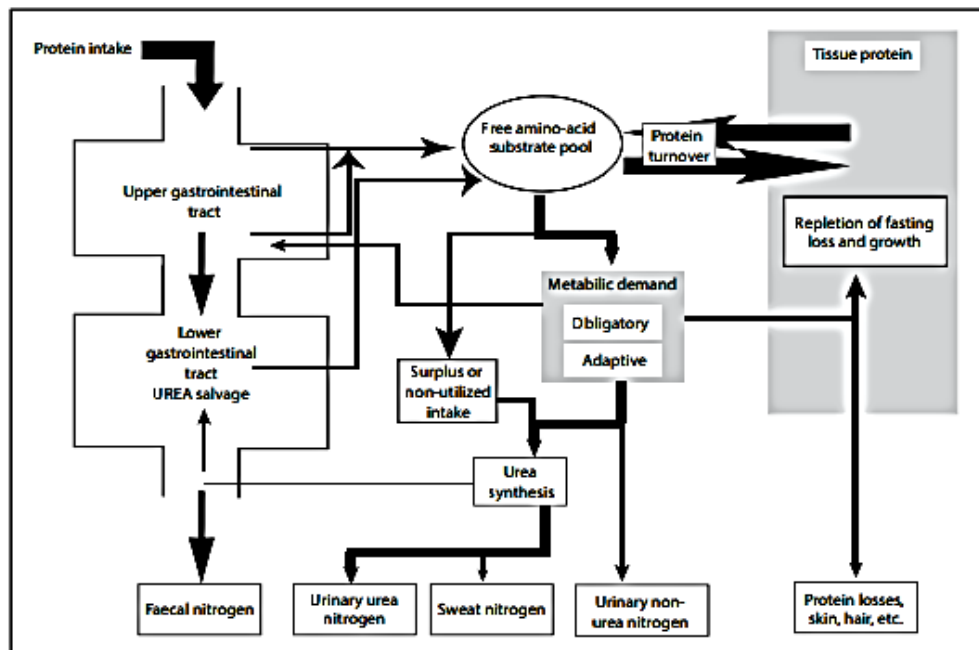 Protein intake
Tissue protein
Free amino-acid
substrate pool
Protein
turnover
Upper gastrointestinal
tract
Repletion of fasting
loss and growth
Metabilic demand
Obligatory
Adaptive
Lower
gastrointestinal
tract
UREA salvage
Surplus or
non-utilized
intake
Urea
synthesis
Faecal nitrogen
Urinary urea
nitrogen
Sweat nitrogen
Urinary non-
urea nitrogen
Protein losses,
skin, hair, etc.